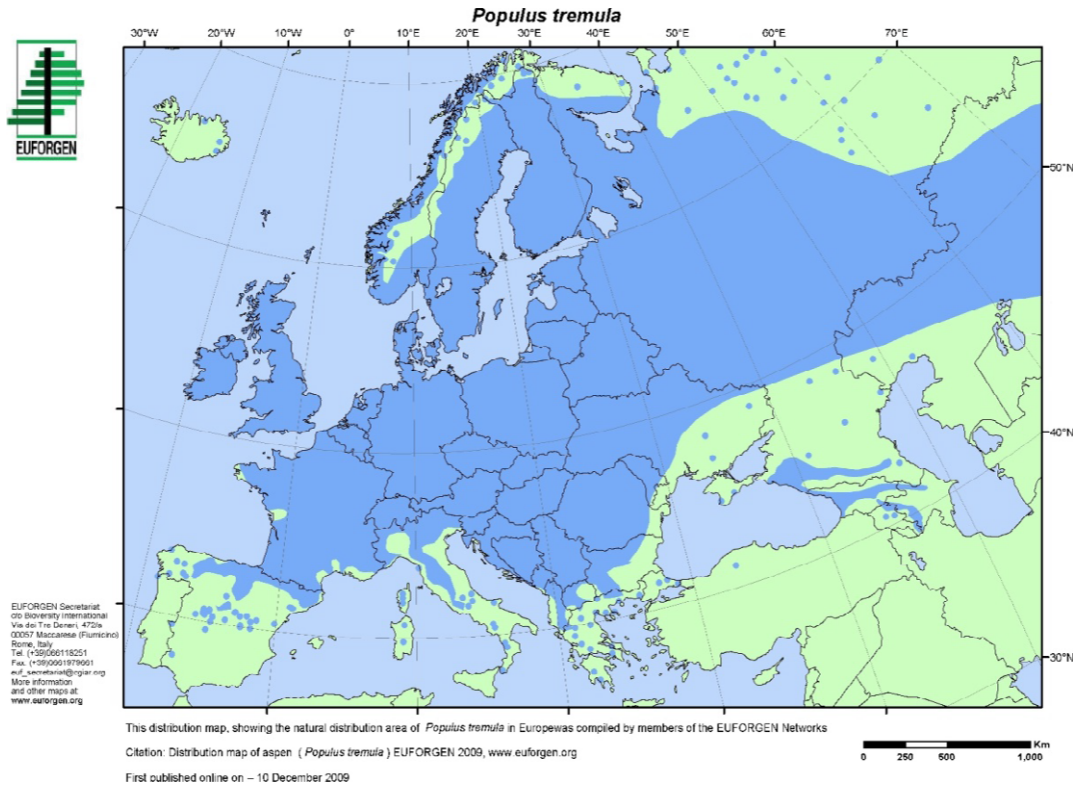 Populus tremula
30°W 20°W 10°W 0° 10°E 20°E 30°E 40°E 50°E 70°E
EUFORGEN
50°N
40°N
30°N
EUFORGEN Secretariat
c/o Bioversity International
Via dei Tre Denari, 472/a
00057 Maccarese (Fiumicino)
Rome, Italy
Tel. (+39)066118251
Fax. (+39)0661979661
euf_secretariat@cgiar.org
More information
and other maps at:
www.euforgen.org
This distribution map, showing the natural distribution area of Populus tremula in Europewas compiled by members of the EUFORGEN Networks
Citation: Distribution map of aspen ( Populus tremula ) EUFORGEN 2009, www.euforgen.org
First published online on – 10 December 2009
Km
0 250 500 1,000